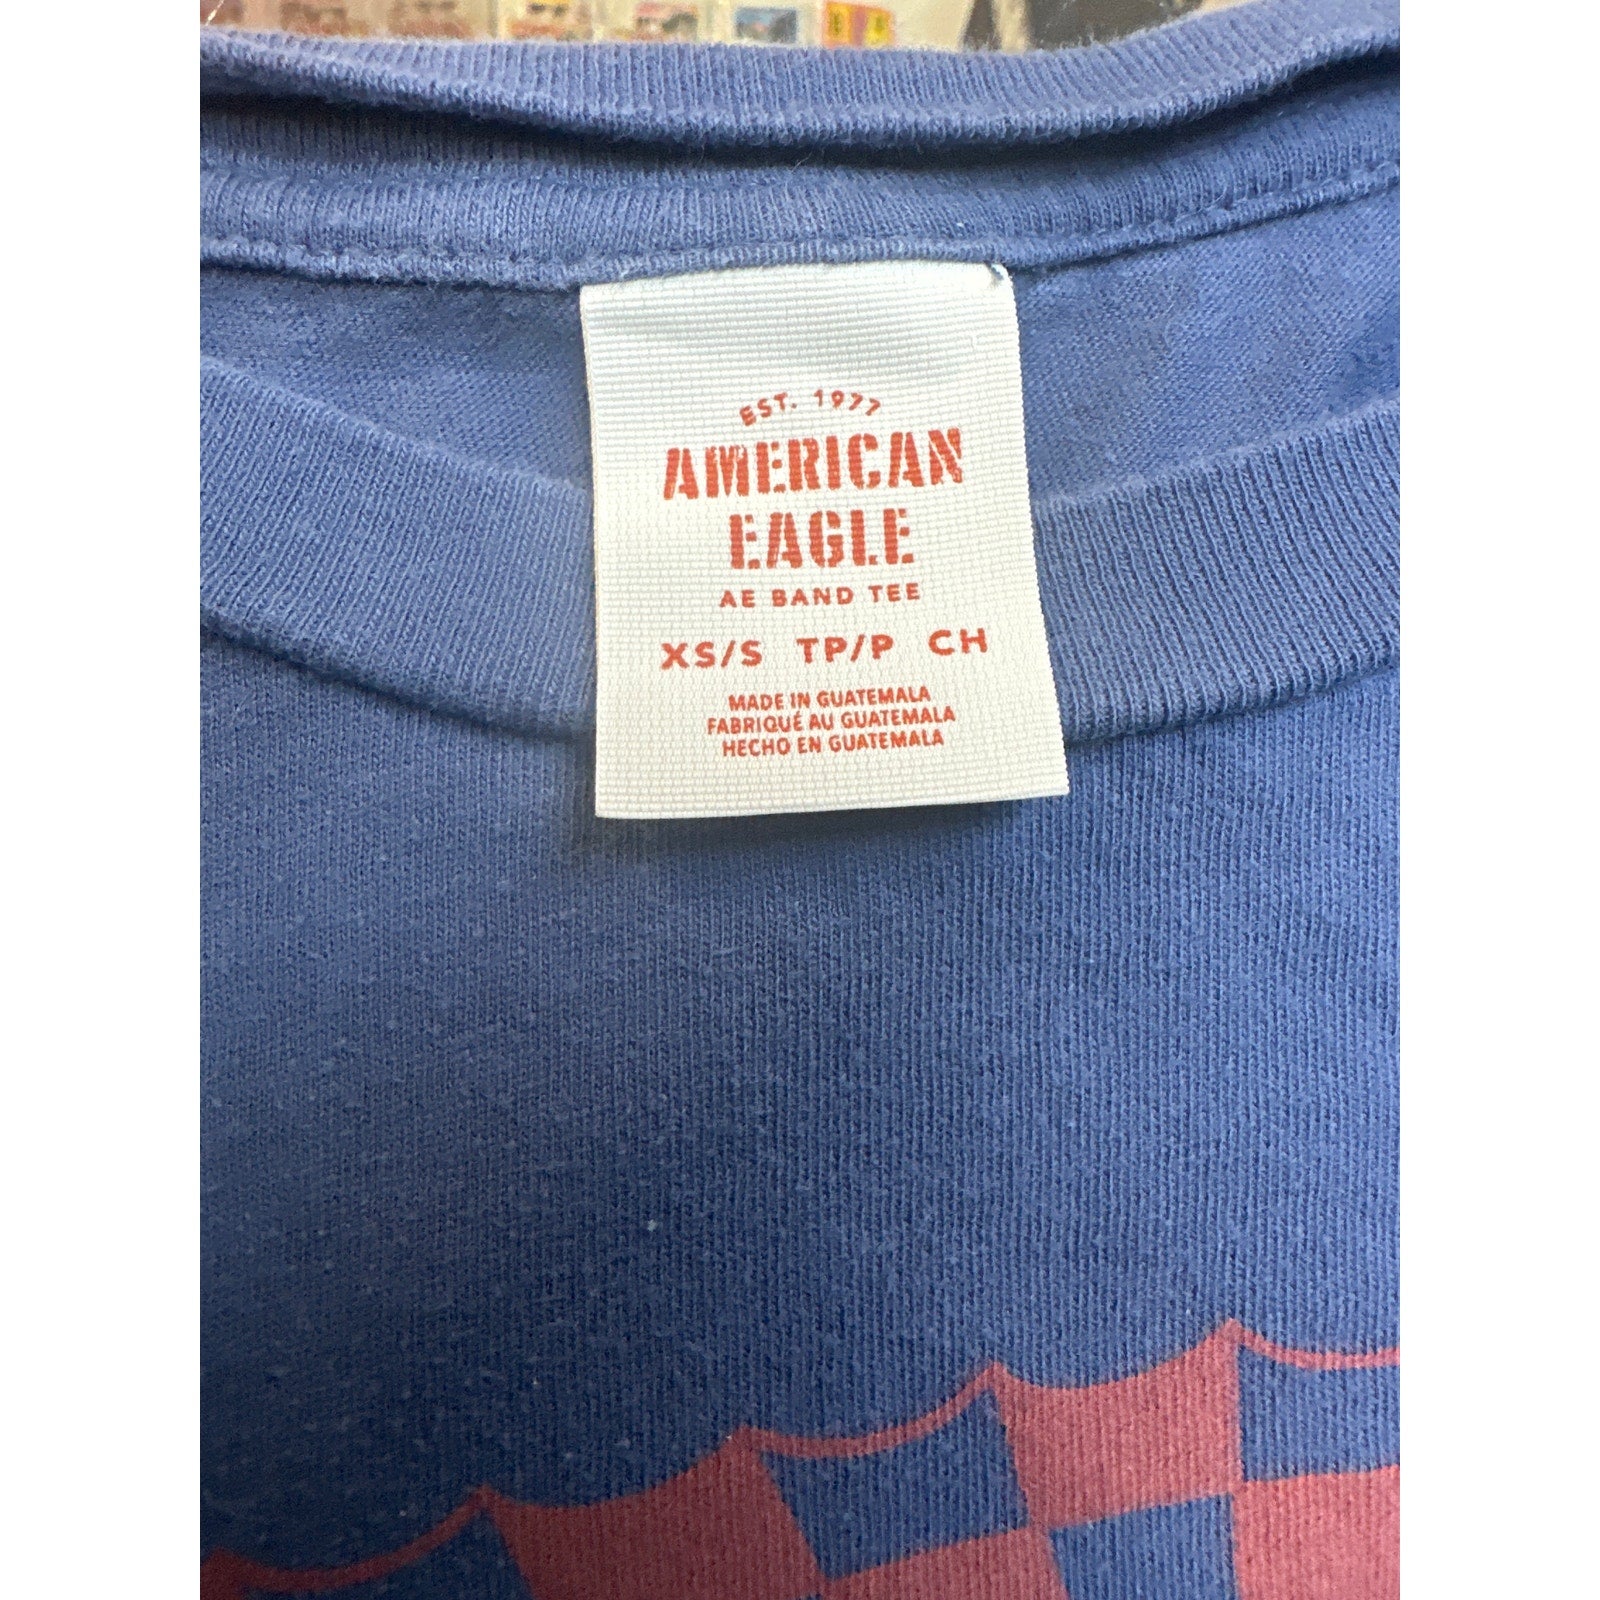 EST. 1977
AMERICAN
EAGLE
AE BAND TEE
XS/S TP/P CH
MADE IN GUATEMALA
FABRIQUÉ AU GUATEMALA
HECHO EN GUATEMALA